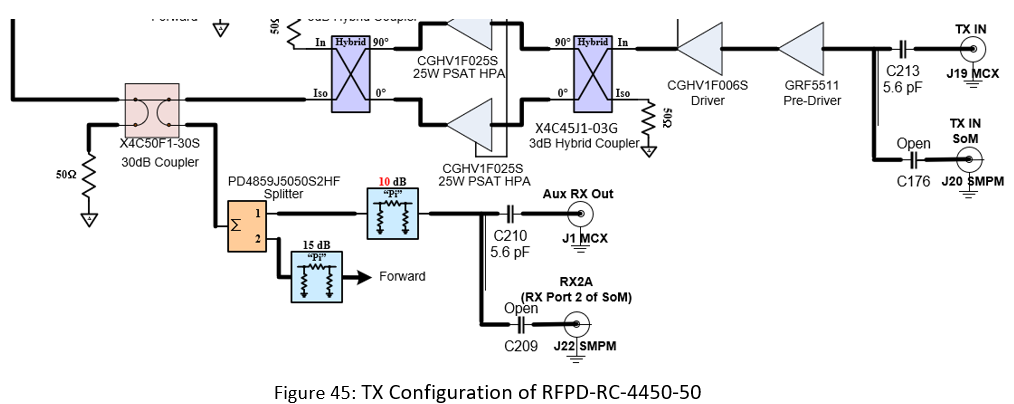 Forward
3dB Hybrid Coupler
50Ω
In
Hybrid
90°
Iso
0°
CGHV1F025S
25W PSAT HPA
90°
Hybrid
In
0°
Iso
50Ω
X4C45J1-03G
3dB Hybrid Coupler
CGHV1F025S
25W PSAT HPA
CGHV1F006S
Driver
GRF5511
Pre-Driver
C213
5.6 pF
TX IN
J19 MCX
TX IN
SoM
Open
C176
J20 SMPM
X4C50F1-30S
30dB Coupler
50Ω
PD4859J5050S2HF
Splitter
Σ
1
2
10 dB
“Pi”
15 dB
“Pi”
Forward
Aux RX Out
C210
5.6 pF
J1 MCX
RX2A
(RX Port 2 of SoM)
Open
C209
J22 SMPM
Figure 45: TX Configuration of RFPD-RC-4450-50